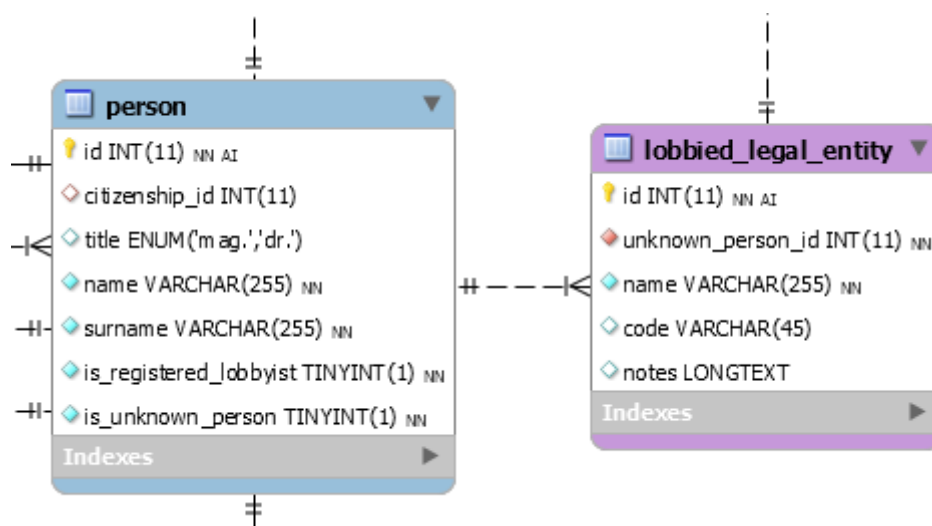 person
id INT(11) NN AI
citizenship_id INT(11)
title ENUM('mag.','dr.')
name VARCHAR(255) NN
surname VARCHAR(255) NN
is_registered_lobbyist TINYINT(1) NN
is_unknown_person TINYINT(1) NN
Indexes
lobbied_legal_entity
id INT(11) NN AI
unknown_person_id INT(11) NN
name VARCHAR(255) NN
code VARCHAR(45)
notes LONGTEXT
Indexes